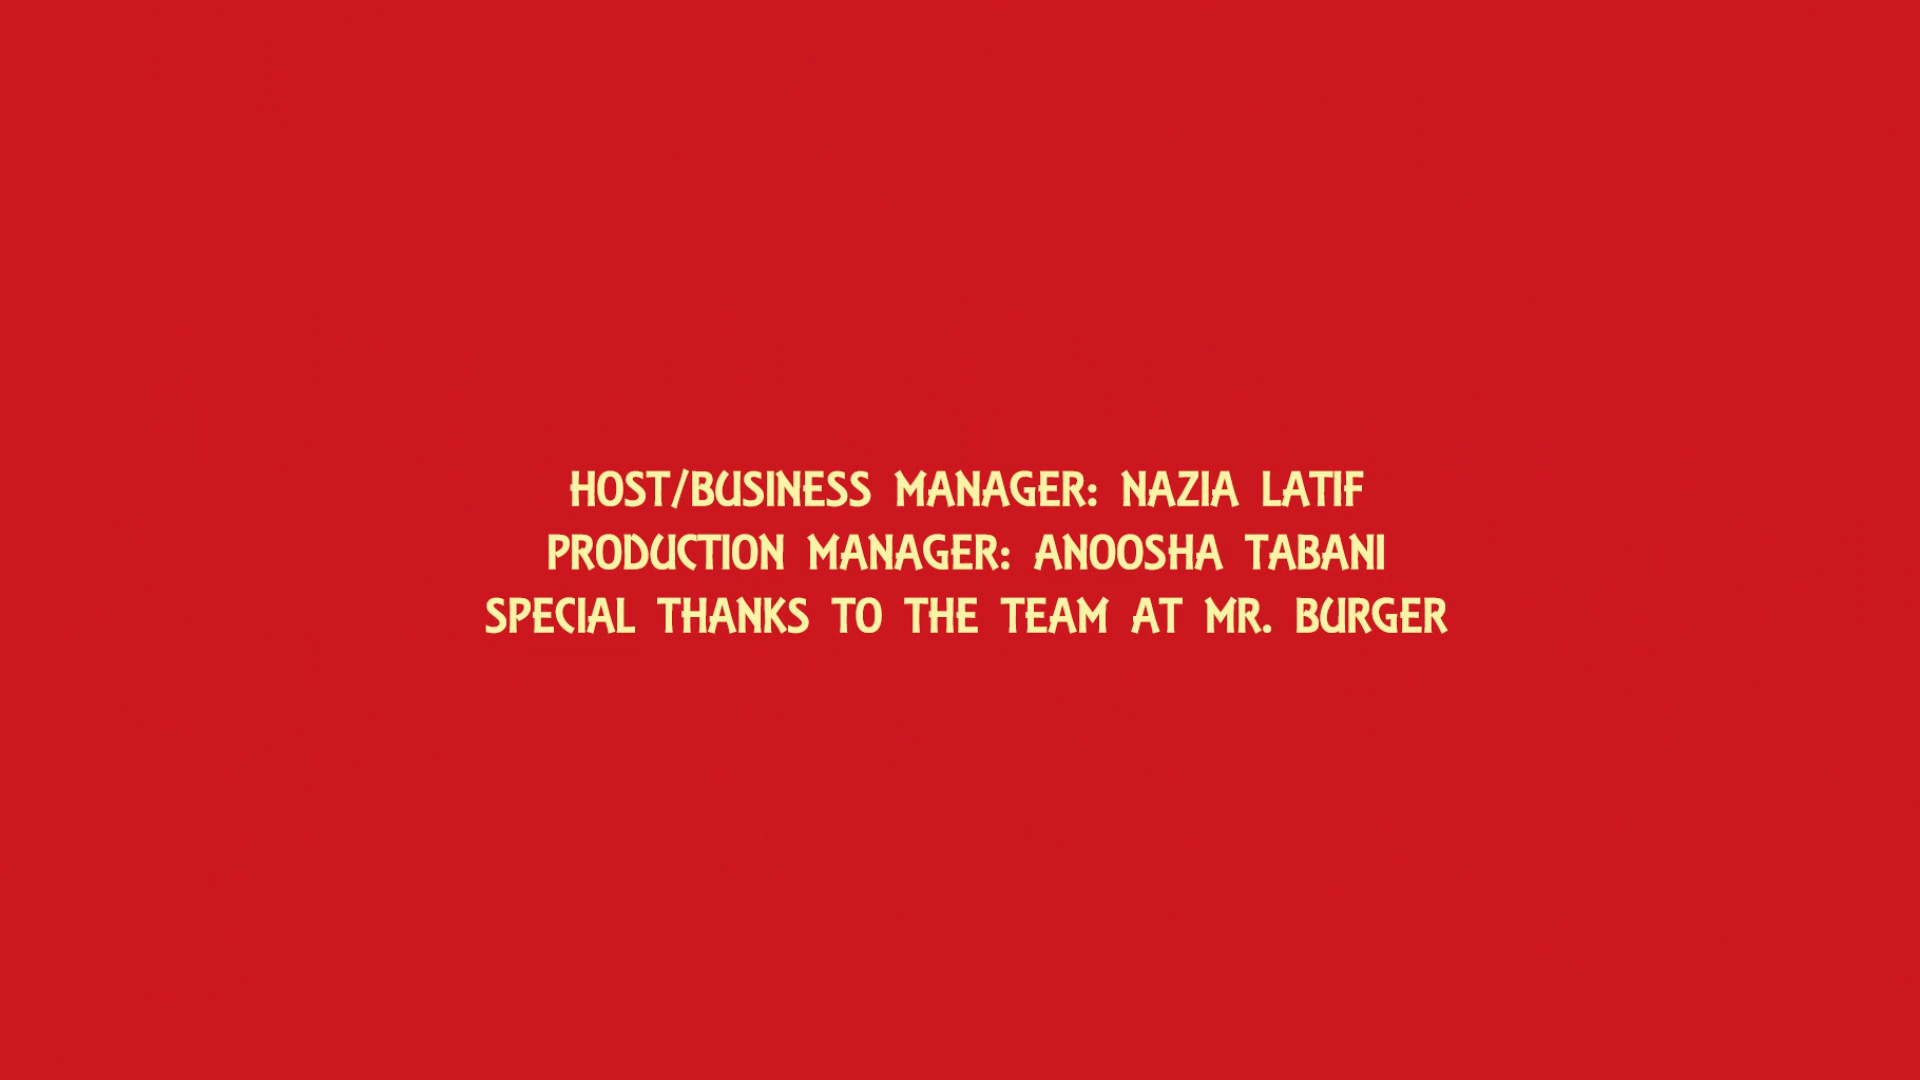 HOST/BUSINESS MANAGER: NAZIA LATIF
PRODUCTION MANAGER: ANOOSHA TABANI
SPECIAL THANKS TO THE TEAM AT MR. BURGER